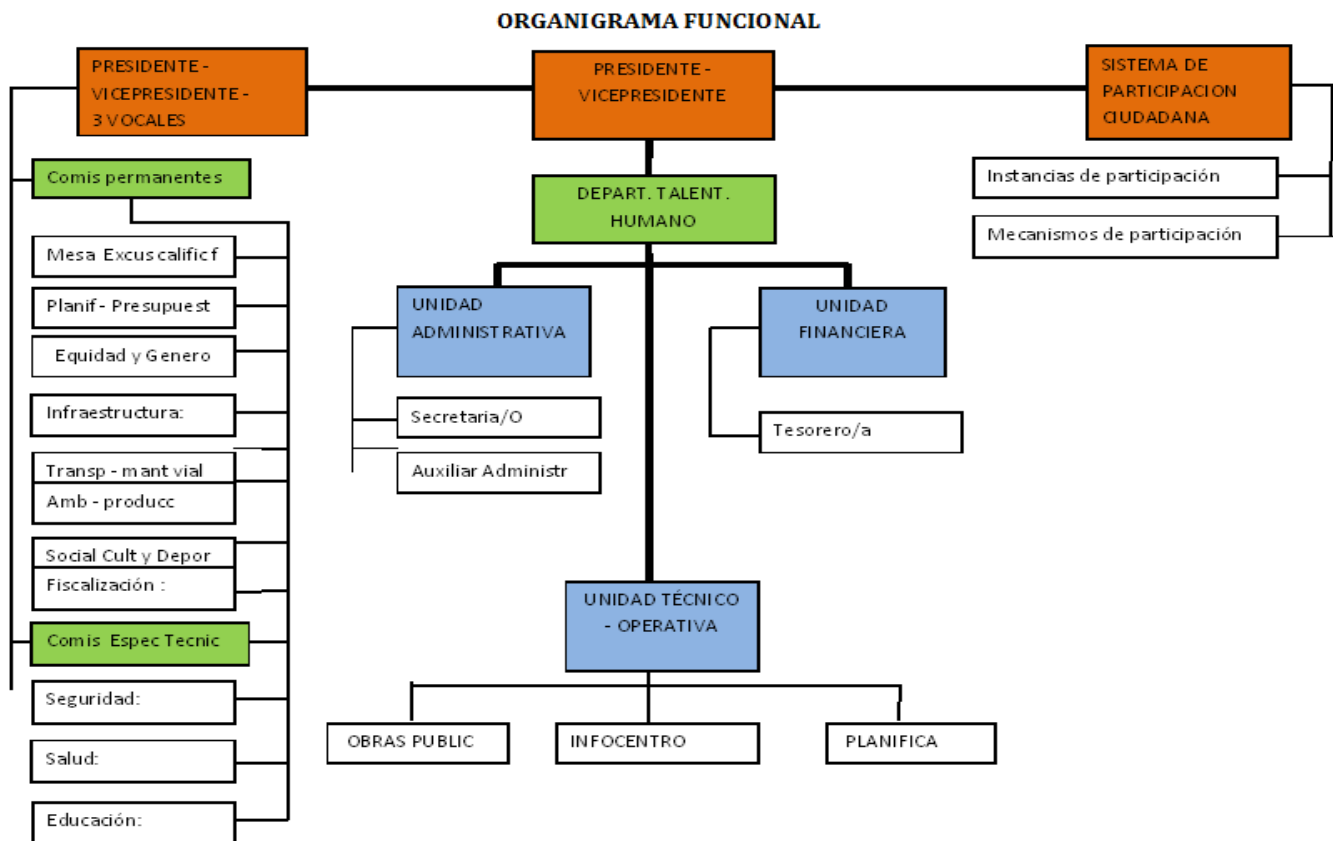 ORGANIGRAMA FUNCIONAL
PRESIDENTE -
VICEPRESIDENTE -
3 VOCALES
PRESIDENTE -
VICEPRESIDENTE
SISTEMA DE
PARTICIPACION
CIUDADANA
Comis permanentes
Mesa Excus calific f
Planif - Presupuest
Equidad y Genero
Infraestructura:
Transp - mant vial
Amb - producc
Social Cult y Depor
Fiscalización :
Comis Espec Tecnic
Seguridad:
Salud:
Educación:
DEPART. TALENT.
HUMANO
UNIDAD
ADMINISTRATIVA
Secretaria/O
Auxiliar Administr
UNIDAD
FINANCIERA
Tesorero/a
UNIDAD TÉCNICO
- OPERATIVA
OBRAS PUBLIC
INFOCENTRO
PLANIFICA
Instancias de participación
Mecanismos de participación